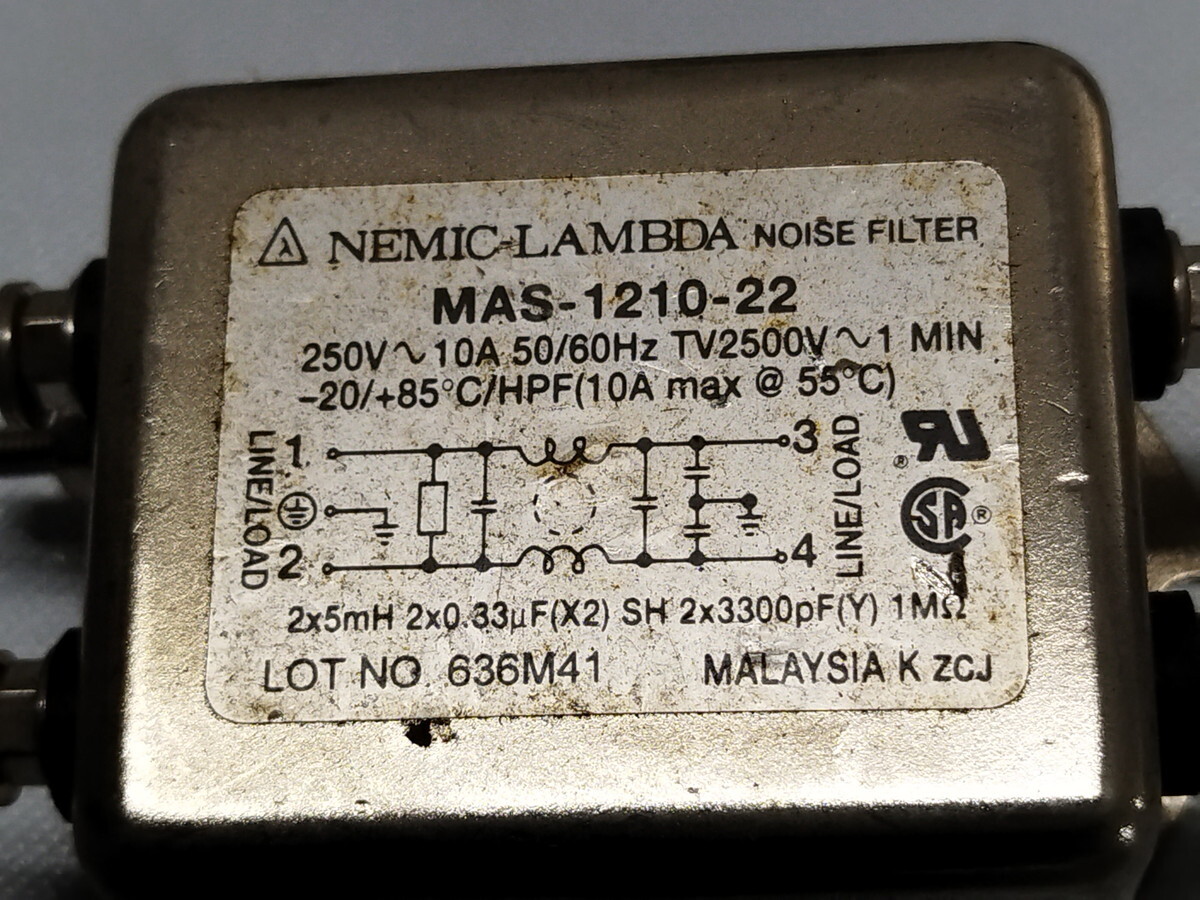 NEMIC-LAMBDA NOISE FILTER
MAS-1210-22
250V～10A 50/60Hz TV2500V～1 MIN
-20/+85°C/HPF(10A max @ 55°C)
LINE/LOAD
1
2
3
4
LINE/LOAD
UR®
SA®
2x5mH 2x0.33µF(X2) SH 2x3300pF(Y) 1MΩ
LOT NO 636M41 MALAYSIA K ZCJ